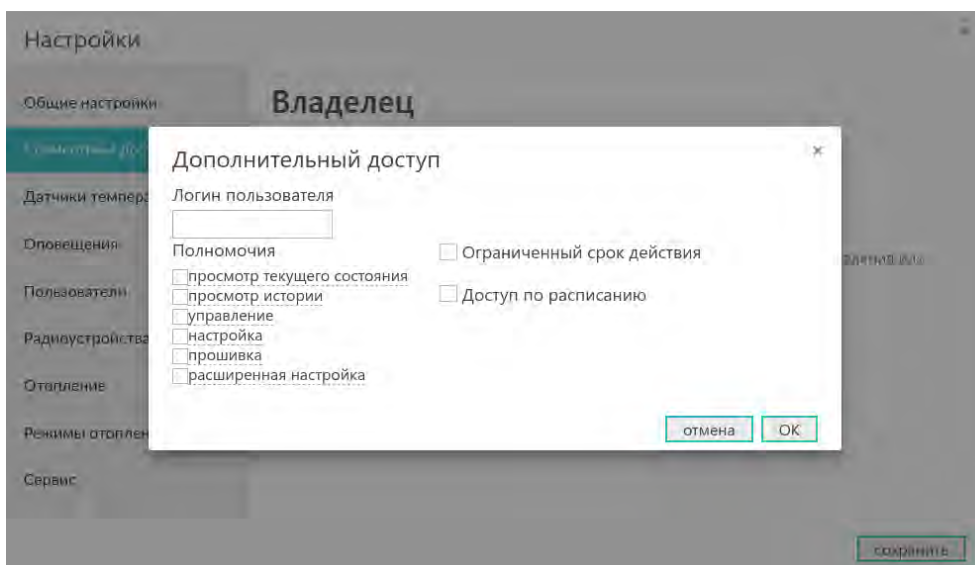 Настройки
Общие настройки
Владелец
Датчики темпера
Оповещения
Пользователи
Радиоустройства
Отопление
Режимы отоплен
Сервис
Дополнительный доступ
×
Логин пользователя
Полномочия
просмотр текущего состояния
просмотр истории
управление
настройка
прошивка
расширенная настройка
Ограниченный срок действия
Доступ по расписанию
отмена
OK
сохранить